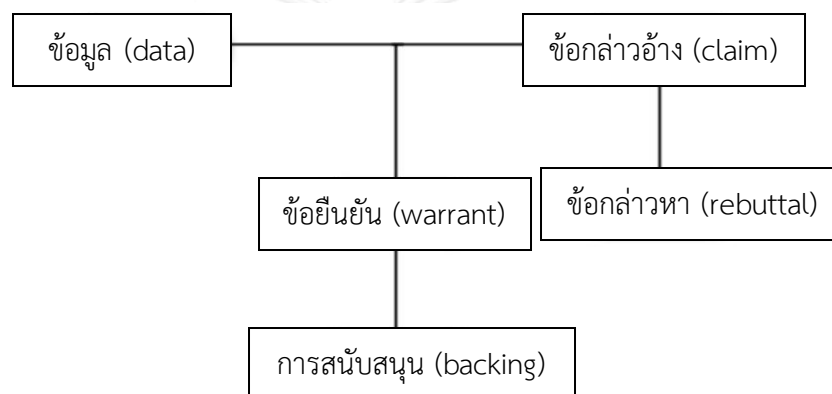 ข้อมูล (data)
ข้อกล่าวอ้าง (claim)
ข้อยืนยัน (warrant)
ข้อกล่าวหา (rebuttal)
การสนับสนุน (backing)